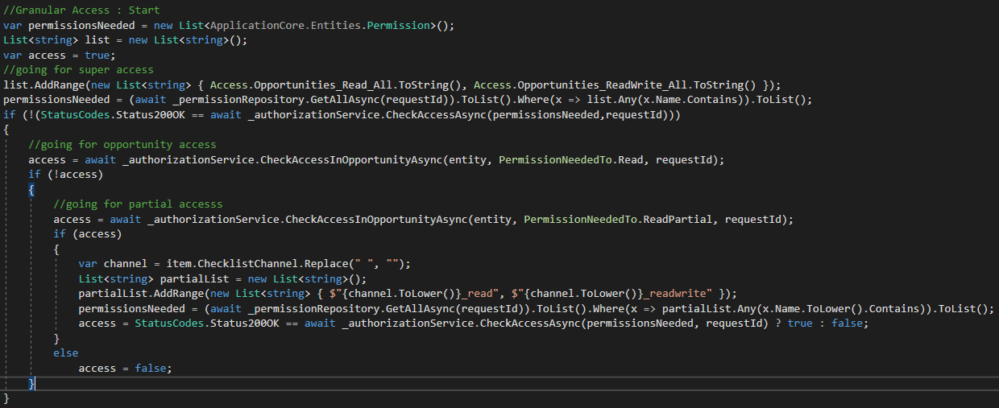 //Granular Access : Start
var permissionsNeeded = new List<ApplicationCore.Entities.Permission>();
List<string> list = new List<string>();
var access = true;
//going for super access
list.AddRange(new List<string> { Access.Opportunities_Read_All.ToString(), Access.Opportunities_ReadWrite_All.ToString() });
permissionsNeeded = (await _permissionRepository.GetAllAsync(requestId)).ToList().Where(x => list.Any(x.Name.Contains)).ToList();
if (!(StatusCodes.Status200OK == await _authorizationService.CheckAccessAsync(permissionsNeeded,requestId)))
{
    //going for opportunity access
    access = await _authorizationService.CheckAccessInOpportunityAsync(entity, PermissionNeededTo.Read, requestId);
    if (!access)
    {
        //going for partial accesss
        access = await _authorizationService.CheckAccessInOpportunityAsync(entity, PermissionNeededTo.ReadPartial, requestId);
        if (access)
        {
            var channel = item.ChecklistChannel.Replace(" ", "");
            List<string> partialList = new List<string>();
            partialList.AddRange(new List<string> { $"{channel.ToLower()}_read", $"{channel.ToLower()}_readwrite" });
            permissionsNeeded = (await _permissionRepository.GetAllAsync(requestId)).ToList().Where(x => partialList.Any(x.Name.ToLower().Contains)).ToList();
            access = StatusCodes.Status200OK == await _authorizationService.CheckAccessAsync(permissionsNeeded, requestId) ? true : false;
        }
        else
            access = false;
    }
}